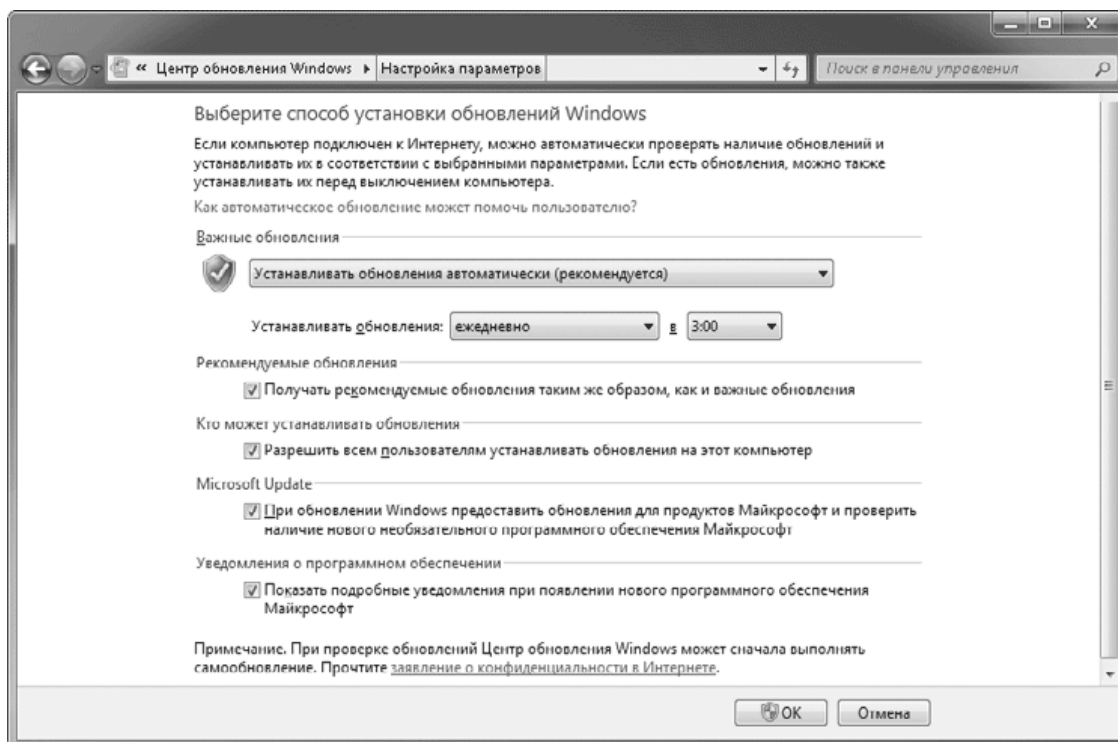 « Центр обновления Windows ▸ Настройка параметров
Поиск в панели управления
Выберите способ установки обновлений Windows
Если компьютер подключен к Интернету, можно автоматически проверять наличие обновлений и
устанавливать их в соответствии с выбранными параметрами. Если есть обновления, можно также
устанавливать их перед выключением компьютера.
Как автоматическое обновление может помочь пользователю?
Важные обновления
Устанавливать обновления автоматически (рекомендуется)
Устанавливать обновления: ежедневно в 3:00
Рекомендуемые обновления
Получать рекомендуемые обновления таким же образом, как и важные обновления
Кто может устанавливать обновления
Разрешить всем пользователям устанавливать обновления на этот компьютер
Microsoft Update
При обновлении Windows предоставить обновления для продуктов Майкрософт и проверить
наличие нового необязательного программного обеспечения Майкрософт
Уведомления о программном обеспечении
Показать подробные уведомления при появлении нового программного обеспечения
Майкрософт
Примечание. При проверке обновлений Центр обновления Windows может сначала выполнять
самообновление. Прочтите заявление о конфиденциальности в Интернете.
OK Отмена